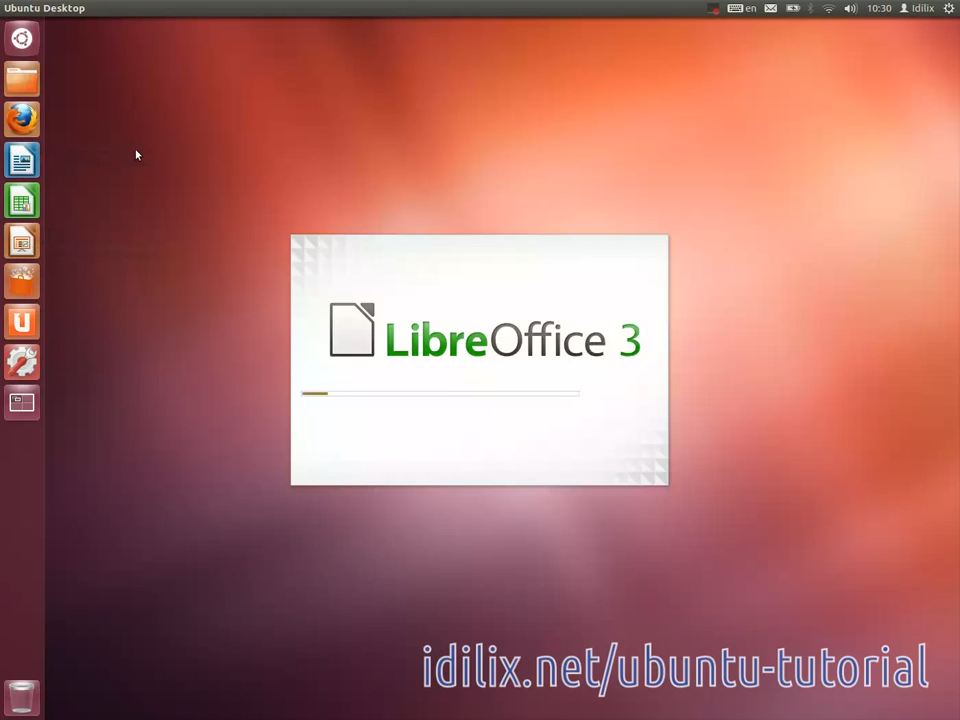 Ubuntu Desktop
en
10:30
Idilix
LibreOffice 3
idilix.net/ubuntu-tutorial